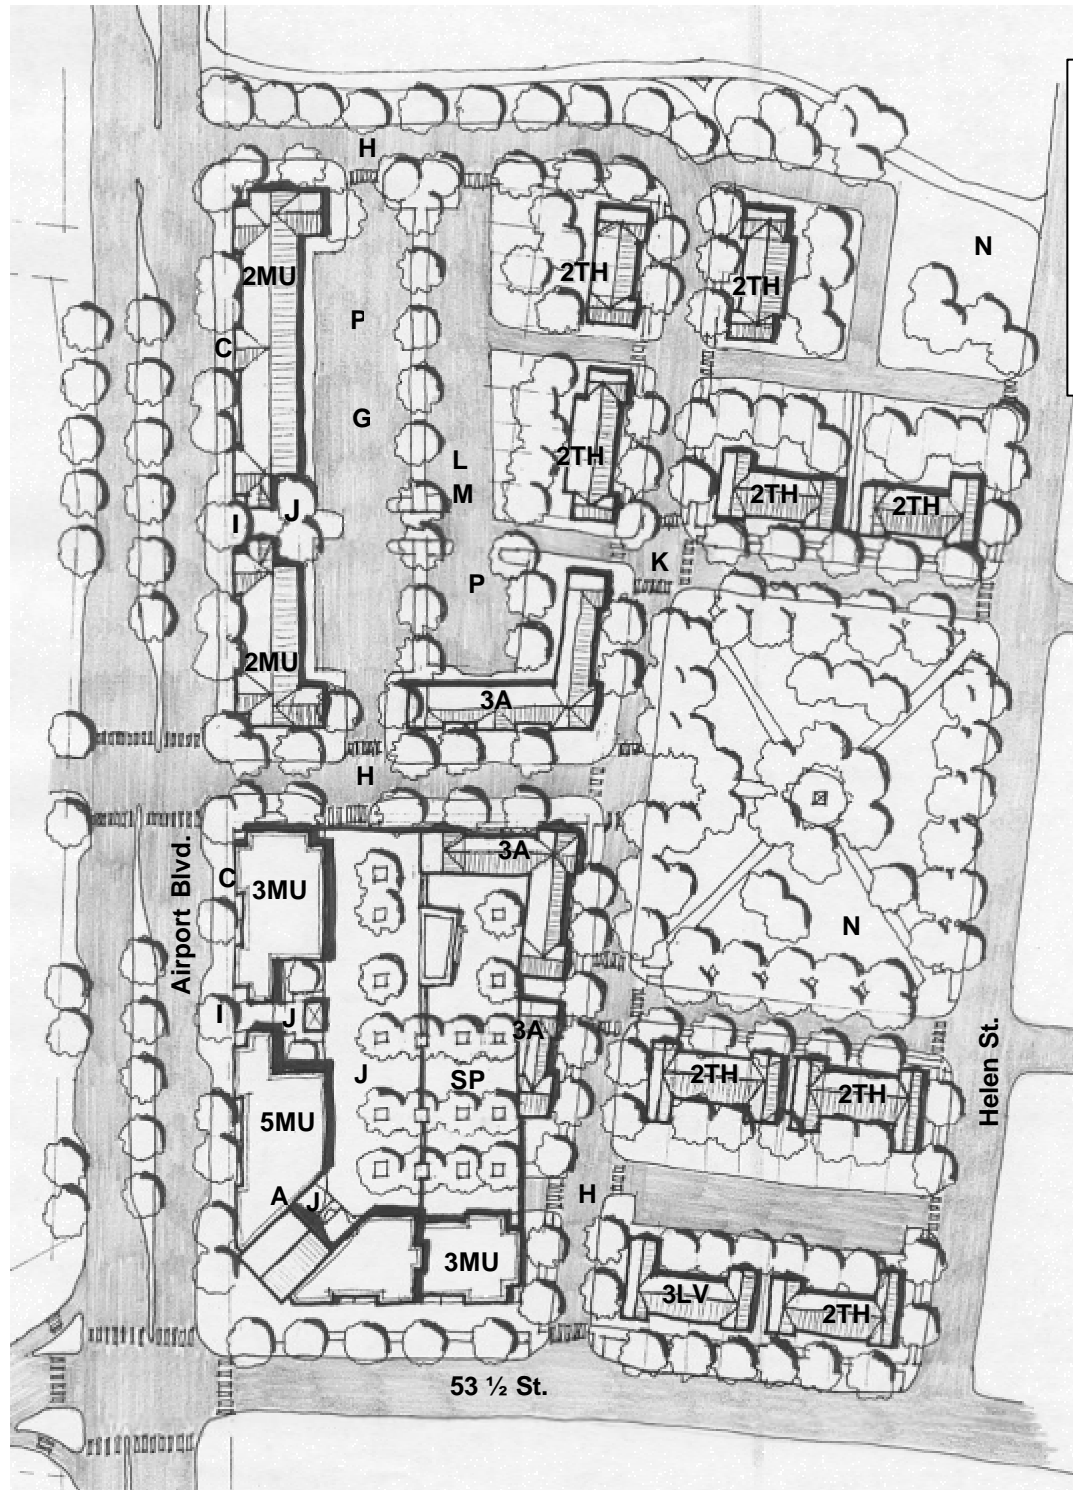 H
N
2MU
2TH
2TH
P
C
G
2TH
L
M
2TH
2TH
I
J
K
P
2MU
3A
H
3A
C
3MU
N
Airport Blvd.
I
J
3A
Helen St.
J
SP
2TH
2TH
5MU
A
J
H
3MU
3LV
2TH
53 ½ St.